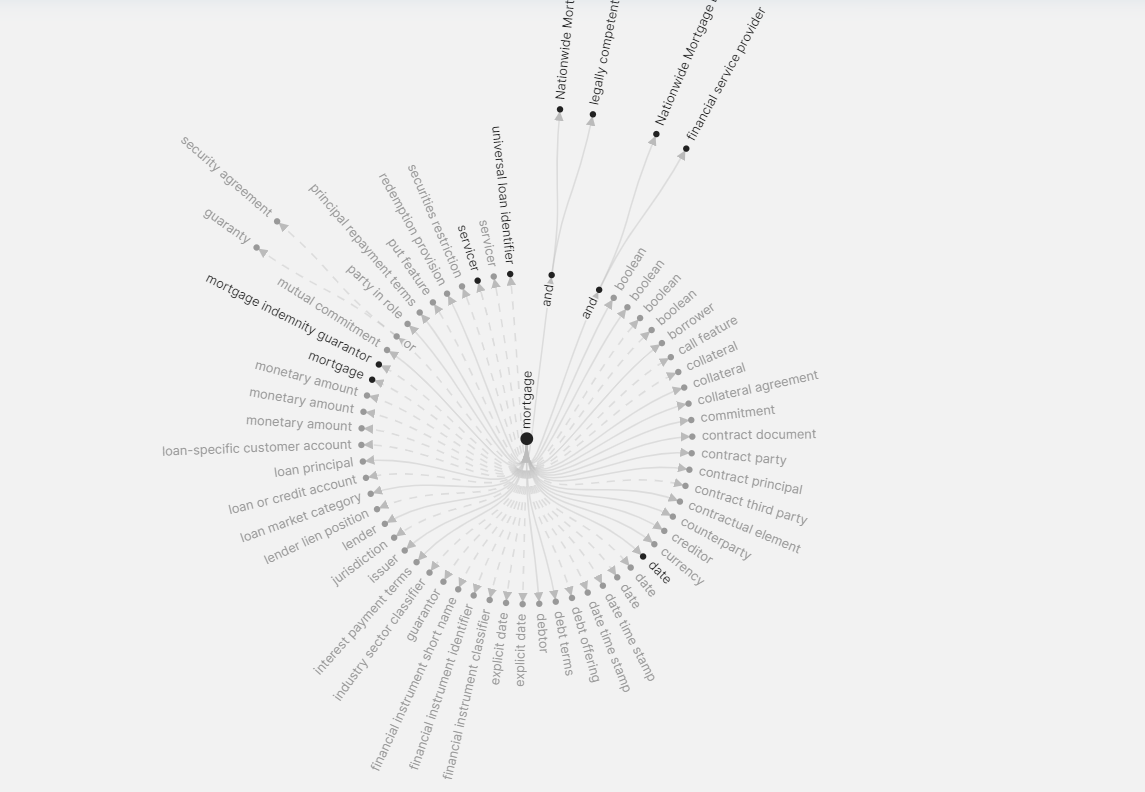 Nationwide Mort
legally competent
Nationwide Mortgage
financial service provider
and
and
boolean
boolean
boolean
boolean
borrower
call feature
collateral
collateral
collateral agreement
commitment
contract document
contract party
contract principal
contract third party
contractual element
counterparty
creditor
currency
date
date
date
date time stamp
date time stamp
debt offering
debt terms
debtor
explicit date
explicit date
financial instrument classifier
financial instrument identifier
financial instrument short name
guarantor
industry sector classifier
interest payment terms
issuer
jurisdiction
lender
lender lien position
loan market category
loan or credit account
loan principal
loan-specific customer account
monetary amount
monetary amount
monetary amount
mortgage
mortgage indemnity guarantor
mutual commitment
or
guaranty
security agreement
party in role
principal repayment terms
put feature
redemption provision
securities restriction
servicer
servicer
universal loan identifier
mortgage